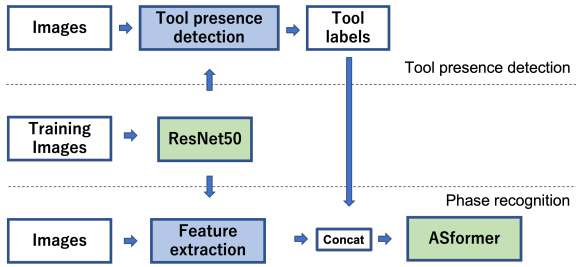 Images
Tool presence
detection
Tool
labels
Tool presence detection
Training
Images
ResNet50
Phase recognition
Images
Feature
extraction
Concat
ASformer